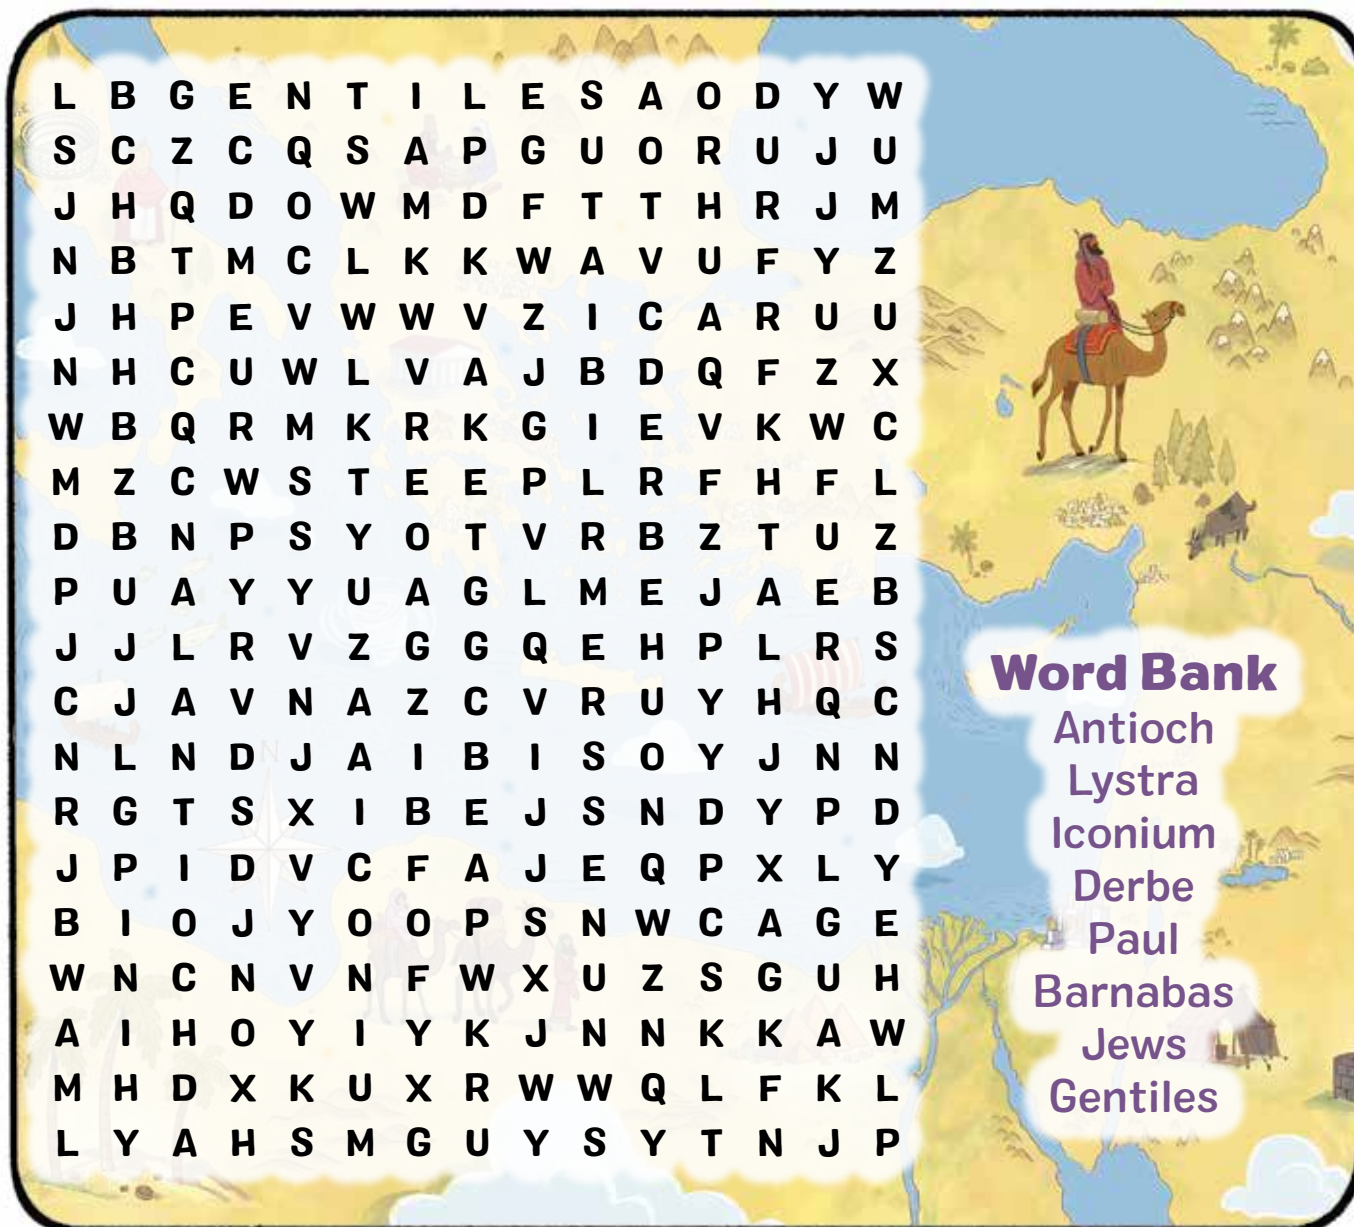 L B G E N T I L E S A O D Y W
S C Z C Q S A P G U O R U J U
J H Q D O W M D F T T H R J M
N B T M C L K K W A V U F Y Z
J H P E V W W V Z I C A R U U
N H C U W L V A J B D Q F Z X
W B Q R M K R K G I E V K W C
M Z C W S T E E P L R F H F L
D B N P S Y O T V R B Z T U Z
P U A Y Y U A G L M E J A E B
J J L R V Z G G Q E H P L R S
C J A V N A Z C V R U Y H Q C
N L N D J A I B I S O Y J N N
R G T S X I B E J S N D Y P D
J P I D V C F A J E Q P X L Y
B I O J Y O O P S N W C A G E
W N C N V N F W X U Z S G U H
A I H O Y I Y K J N N K K A W
M H D X K U X R W W Q L F K L
L Y A H S M G U Y S Y T N J P
Word Bank
Antioch
Lystra
Iconium
Derbe
Paul
Barnabas
Jews
Gentiles
N